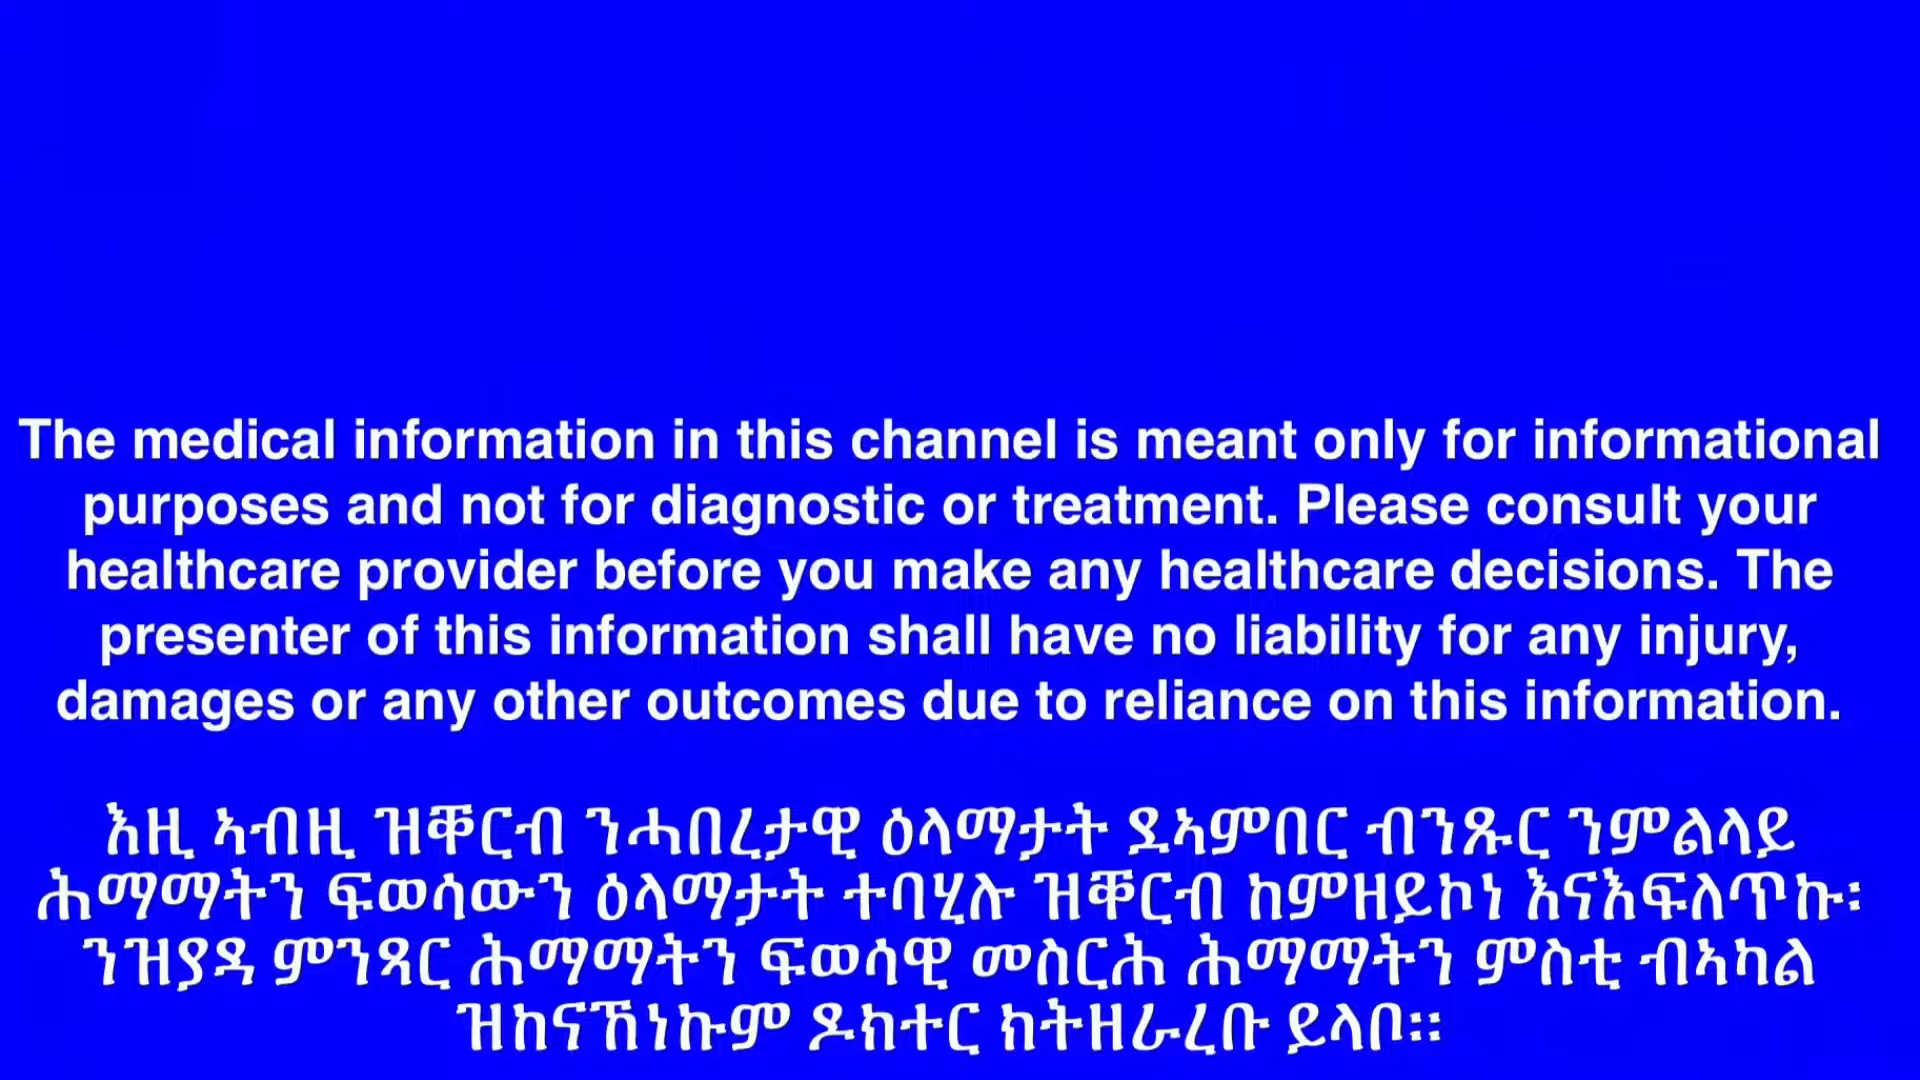 The medical information in this channel is meant only for informational
purposes and not for diagnostic or treatment. Please consult your
healthcare provider before you make any healthcare decisions. The
presenter of this information shall have no liability for any injury,
damages or any other outcomes due to reliance on this information.
እዚ ኣብዚ ዝቐርብ ንሓበረታዊ ዕላማታት ደኣምበር ብንጹር ንምልላይ
ሕማማትን ፍወሳውን ዕላማታት ተባሂሉ ዝቐርብ ከምዘይኮነ እናእፍለጥኩ፡
ንዝያዳ ምንጻር ሕማማትን ፍወሳዊ መስርሕ ሕማማትን ምስቲ ብኣካል
ዝከናኸነኩም ዶክተር ክትዘራረቡ ይላቦ።፡